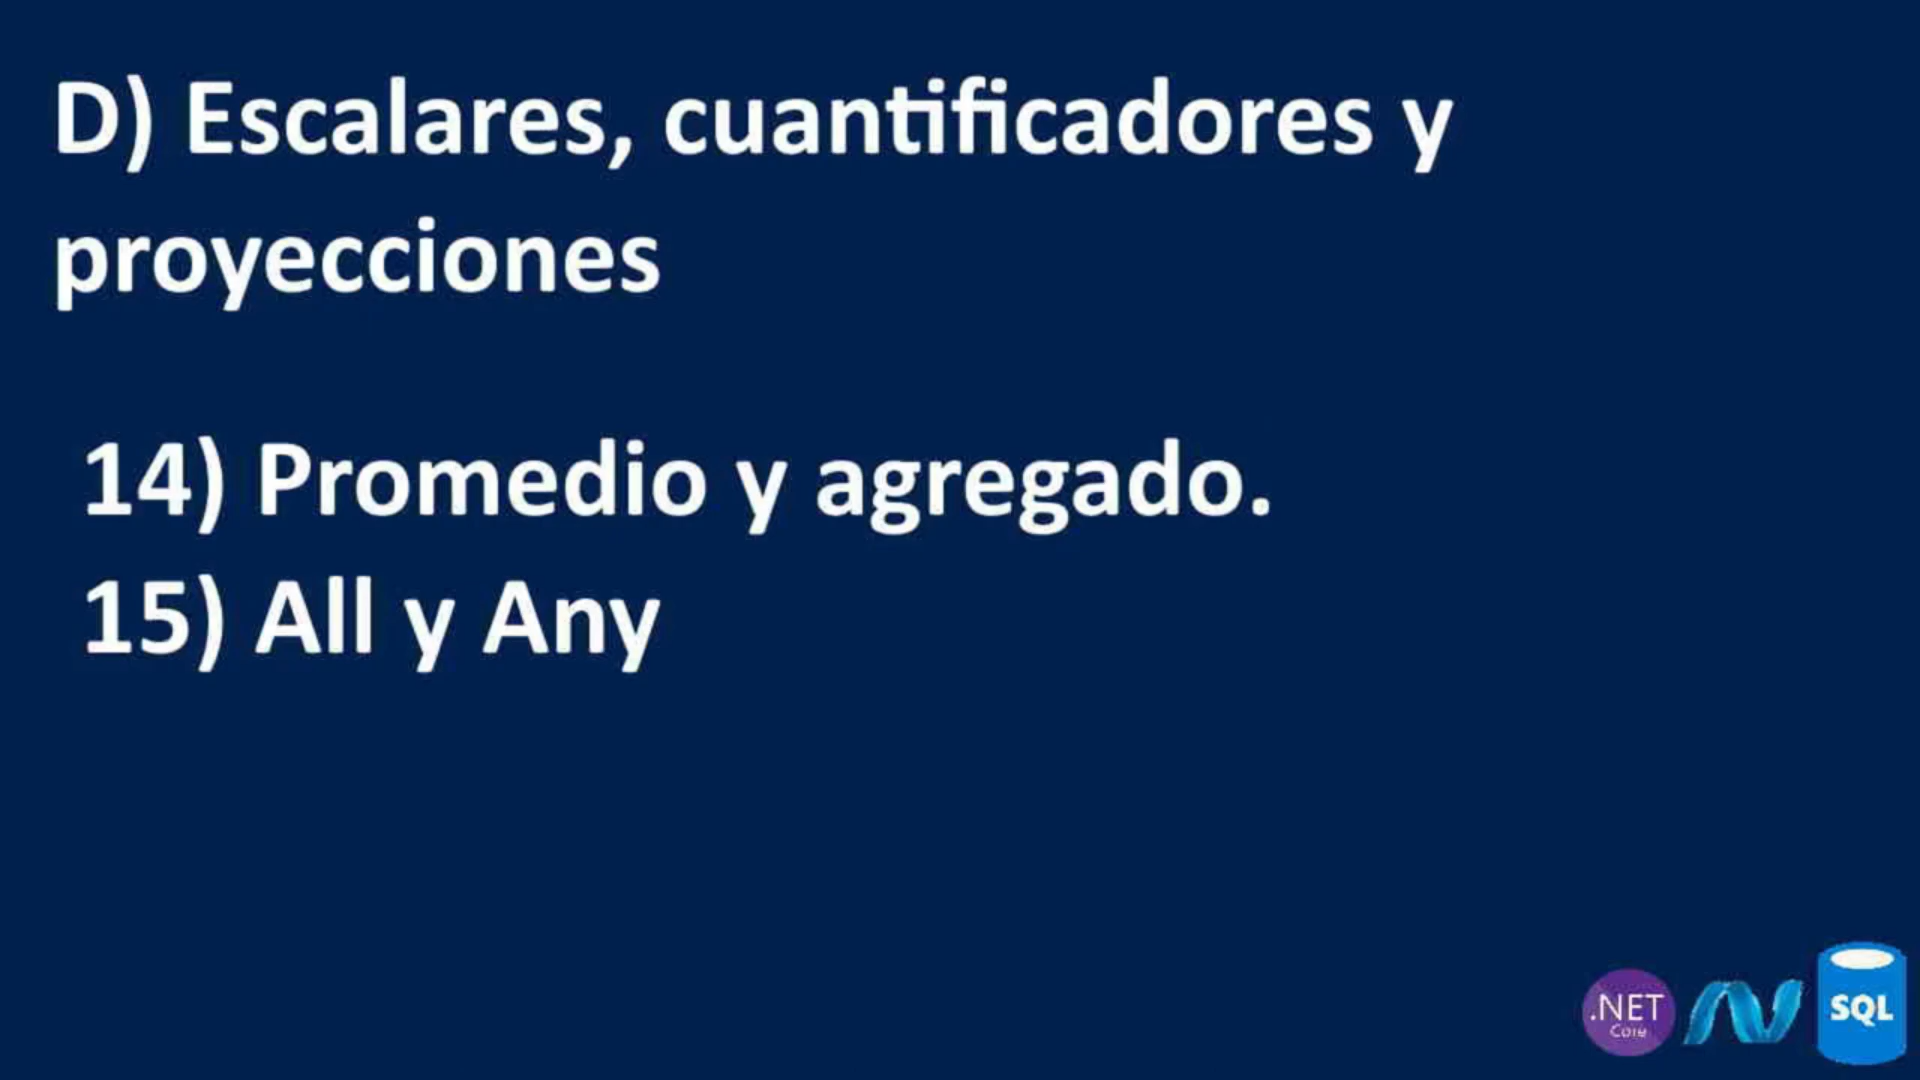 D) Escalares, cuantificadores y
proyecciones
14) Promedio y agregado.
15) All y Any
.NET
Core
SQL